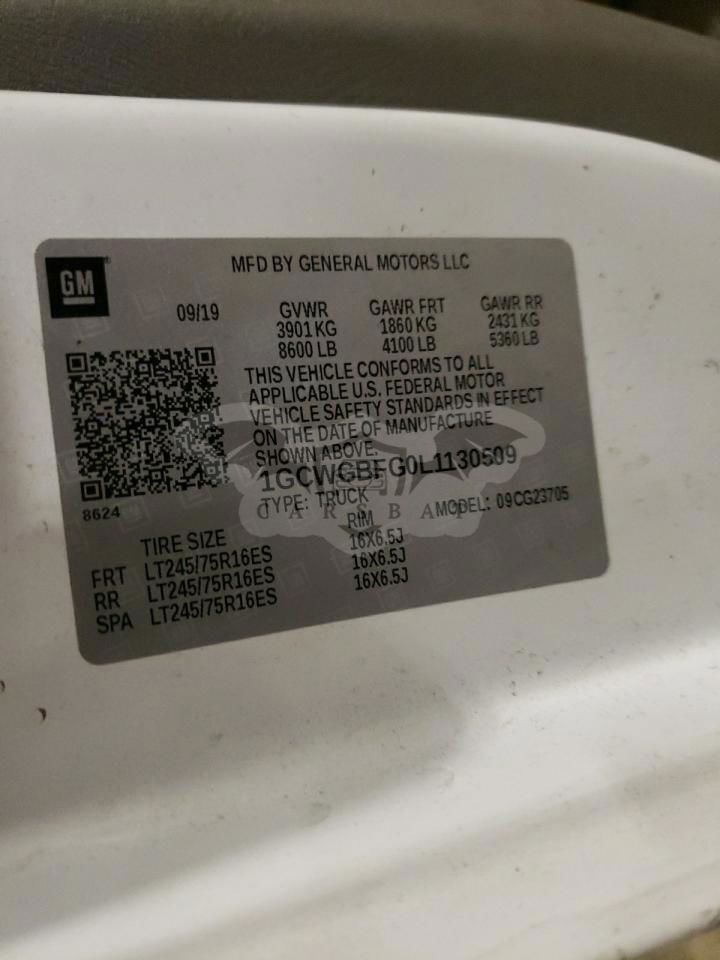 GM
MFD BY GENERAL MOTORS LLC
09/19 GVWR GAWR FRT GAWR RR
3901 KG 1860 KG 2431 KG
8600 LB 4100 LB 5360 LB
THIS VEHICLE CONFORMS TO ALL
APPLICABLE U.S. FEDERAL MOTOR
VEHICLE SAFETY STANDARDS IN EFFECT
ON THE DATE OF MANUFACTURE
SHOWN ABOVE.
1GCWGBFG0L1130509
TYPE: TRUCK MODEL: 09CG23705
8624
CARSBAT
TIRE SIZE RIM
FRT LT245/75R16ES 16X6.5J
RR LT245/75R16ES 16X6.5J
SPA LT245/75R16ES 16X6.5J